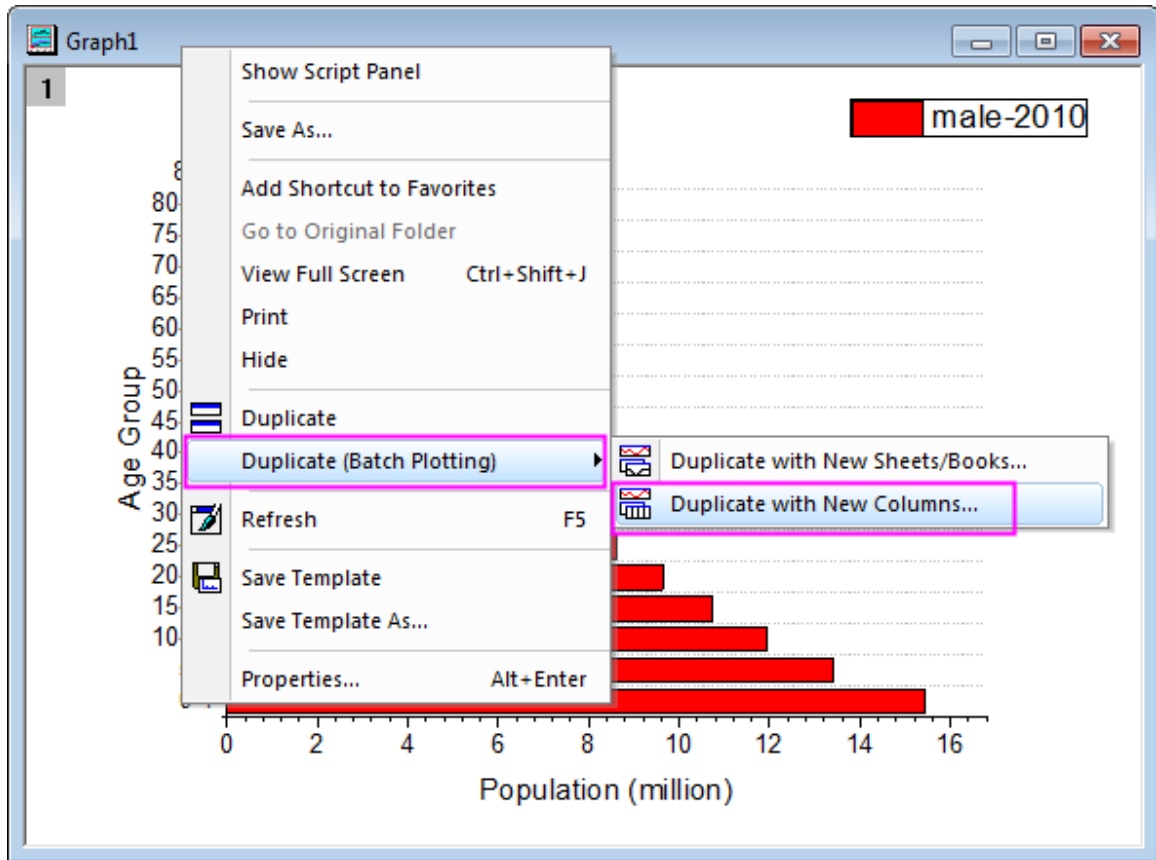 Graph1
1
Show Script Panel
Save As...
Add Shortcut to Favorites
Go to Original Folder
View Full Screen Ctrl+Shift+J
Print
Hide
Duplicate
Duplicate (Batch Plotting)
Refresh F5
Save Template
Save Template As...
Properties... Alt+Enter
Duplicate with New Sheets/Books...
Duplicate with New Columns...
male-2010
Age Group
80
75
70
65
60
55
50
45
40
35
30
25
20
15
10
0 2 4 6 8 10 12 14 16
Population (million)